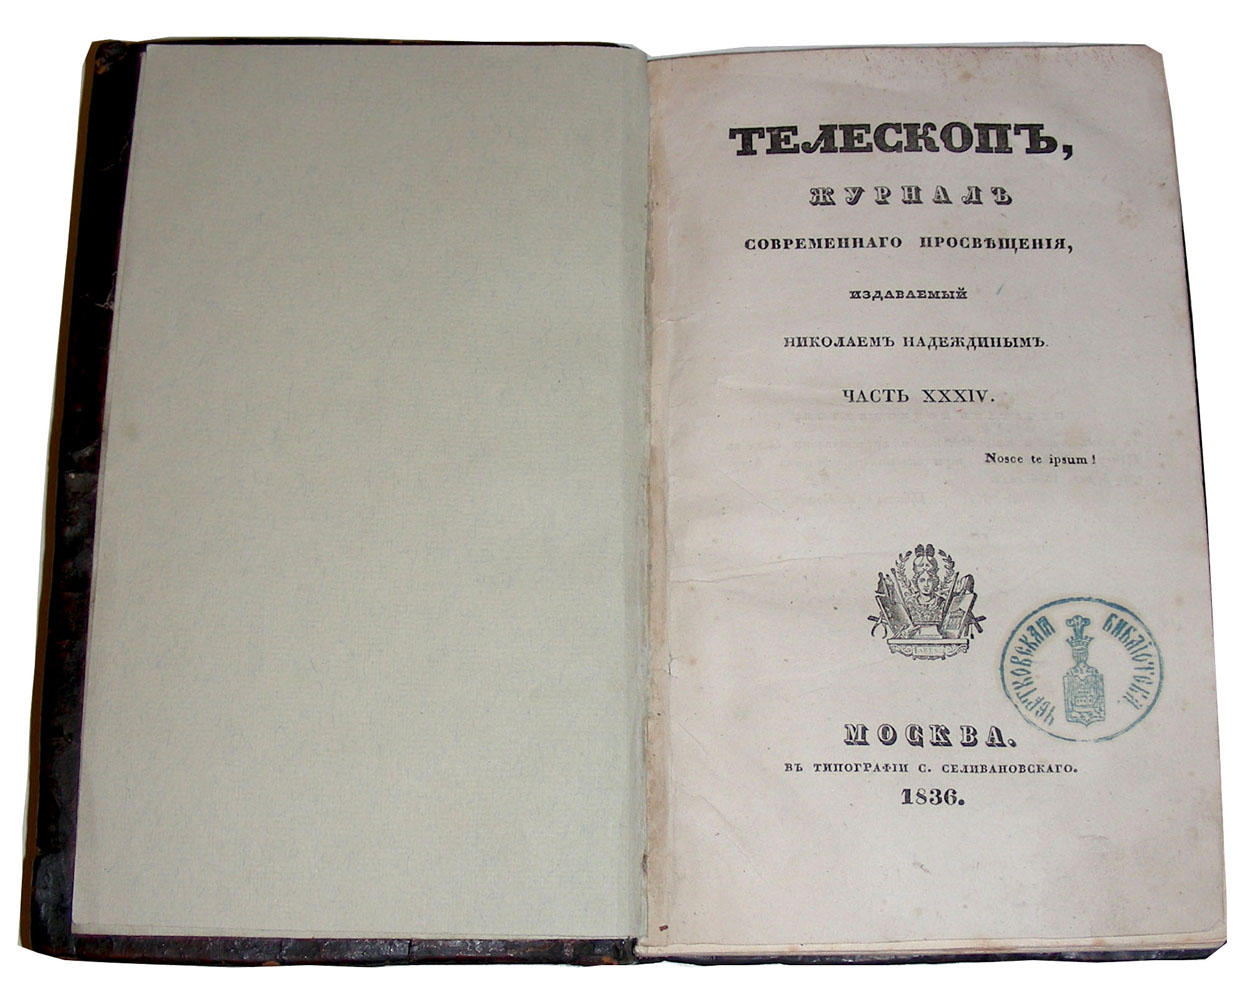 ТЕЛЕСКОПЪ,
ЖУРНАЛЪ
СОВРЕМЕННАГО ПРОСВѢЩЕНІЯ,
ИЗДАВАЕМЫЙ
НИКОЛАЕМЪ НАДЕЖДИНЫМЪ.
ЧАСТЬ XXXIV.
Nosce te ipsum!
ЧЕРТКОВСКАЯ БИБЛІОТЕКА.
МОСКВА.
ВЪ ТИПОГРАФІИ С. СЕЛИВАНОВСКАГО.
1836.